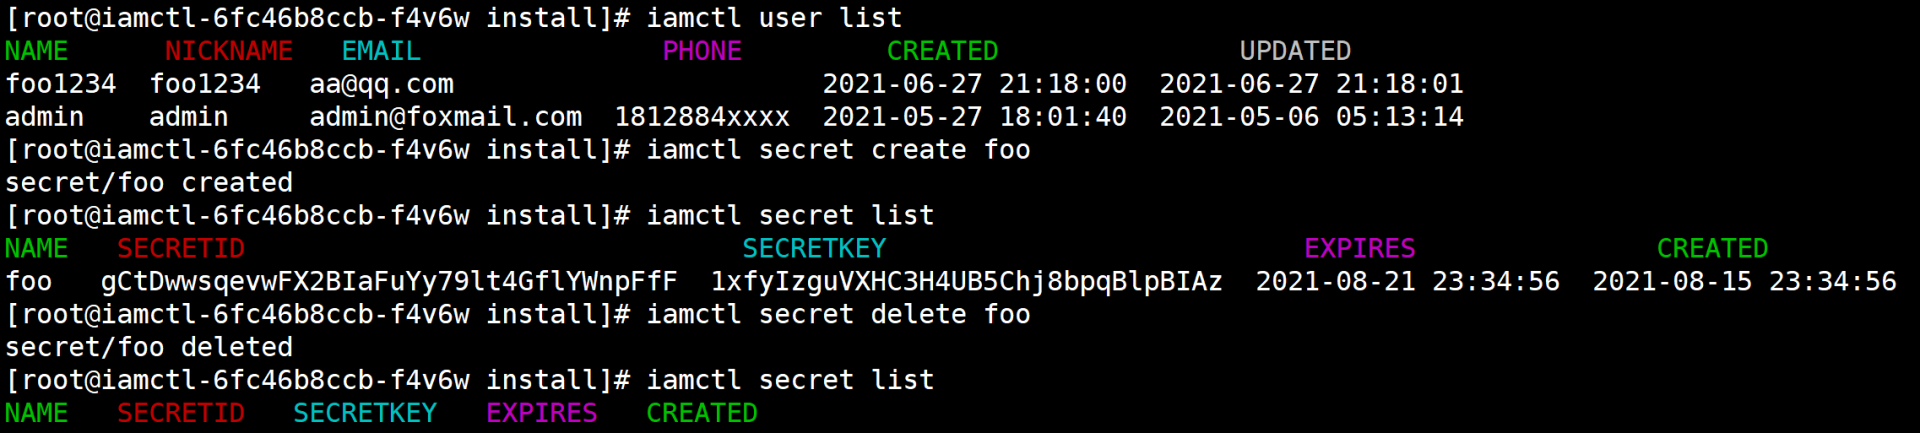 [root@iamctl-6fc46b8ccb-f4v6w install]# iamctl user list
NAME NICKNAME EMAIL PHONE CREATED UPDATED
foo1234 foo1234 aa@qq.com 2021-06-27 21:18:00 2021-06-27 21:18:01
admin admin admin@foxmail.com 1812884xxxx 2021-05-27 18:01:40 2021-05-06 05:13:14
[root@iamctl-6fc46b8ccb-f4v6w install]# iamctl secret create foo
secret/foo created
[root@iamctl-6fc46b8ccb-f4v6w install]# iamctl secret list
NAME SECRETID SECRETKEY EXPIRES CREATED
foo gCtDwwsqevwFX2BIaFuYy79lt4GflYWnpFfF 1xfyIzguVXHC3H4UB5Chj8bpqBlpBIAz 2021-08-21 23:34:56 2021-08-15 23:34:56
[root@iamctl-6fc46b8ccb-f4v6w install]# iamctl secret delete foo
secret/foo deleted
[root@iamctl-6fc46b8ccb-f4v6w install]# iamctl secret list
NAME SECRETID SECRETKEY EXPIRES CREATED